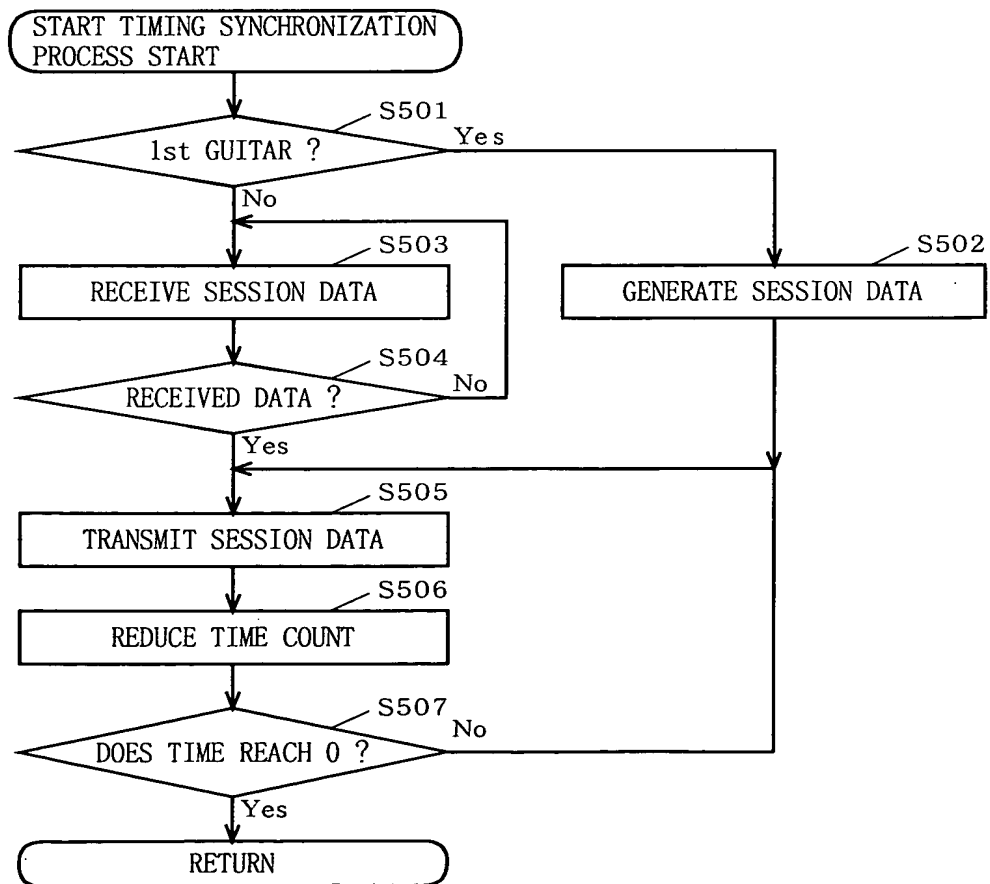 START TIMING SYNCHRONIZATION
PROCESS START
S501
1st GUITAR ?
Yes
No
S503
RECEIVE SESSION DATA
S502
GENERATE SESSION DATA
S504
RECEIVED DATA ?
No
Yes
S505
TRANSMIT SESSION DATA
S506
REDUCE TIME COUNT
S507
DOES TIME REACH 0 ?
No
Yes
RETURN